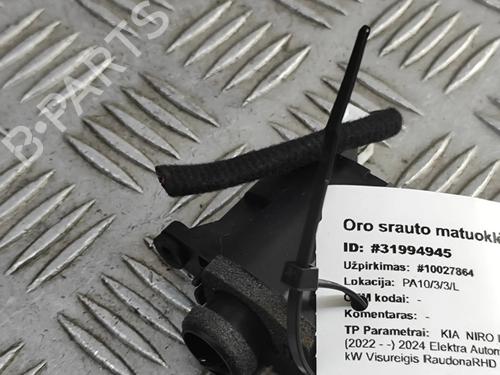 B-PARTS
Oro srauto matuoklė
ID: #31994945
Užpirkimas: #10027864
Lokacija: PA10/3/3/L
kodai: -
Komentaras: -
TP Parametrai: KIA NIRO
(2022 - -) 2024 Elektra Autom
kW Visureigis RaudonaRHD